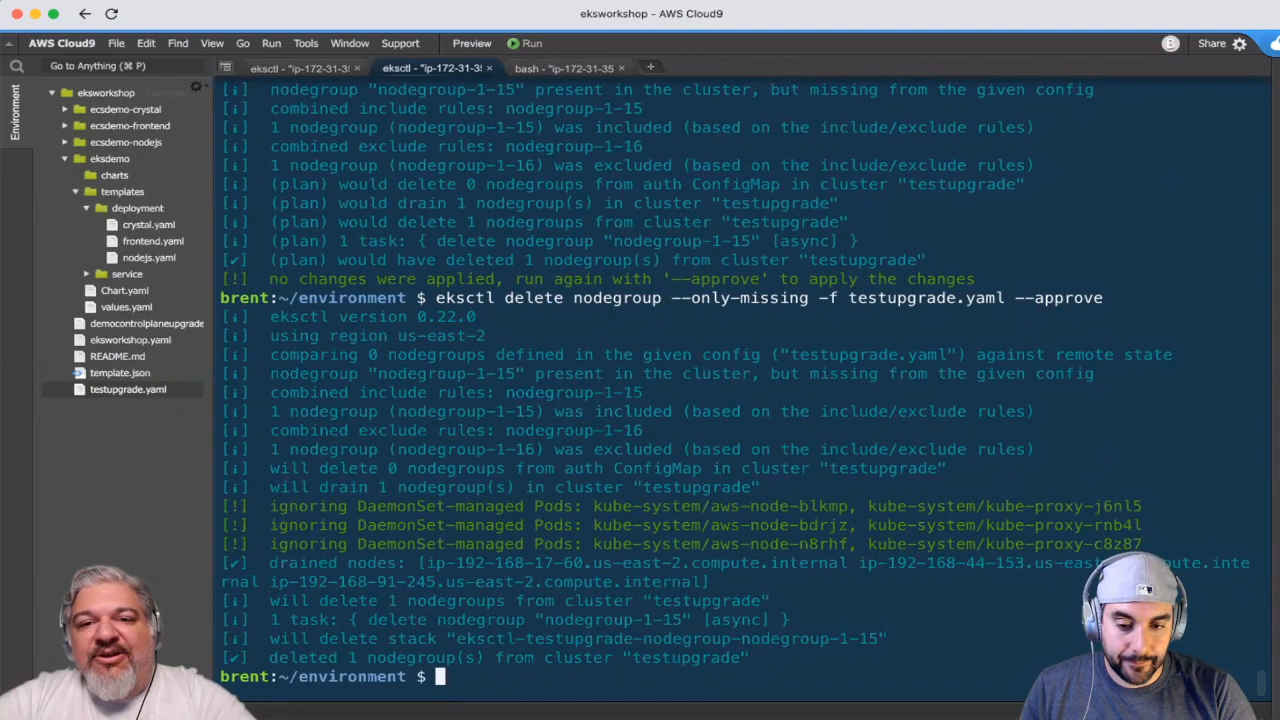 eksworkshop - AWS Cloud9
AWS Cloud9 File Edit Find View Go Run Tools Window Support Preview Run B Share
Go to Anything (⌘ P)
eksctl - "ip-172-31-35 × eksctl - "ip-172-31-35 × bash - "ip-172-31-35 ×
Environment
eksworkshop
ecsdemo-crystal
ecsdemo-frontend
ecsdemo-nodejs
eksdemo
charts
templates
deployment
crystal.yaml
frontend.yaml
nodejs.yaml
service
Chart.yaml
values.yaml
democontrolplaneupgrade
eksworkshop.yaml
README.md
template.json
testupgrade.yaml
[ℹ] nodegroup "nodegroup-1-15" present in the cluster, but missing from the given config
[ℹ] combined include rules: nodegroup-1-15
[ℹ] 1 nodegroup (nodegroup-1-15) was included (based on the include/exclude rules)
[ℹ] combined exclude rules: nodegroup-1-16
[ℹ] 1 nodegroup (nodegroup-1-16) was excluded (based on the include/exclude rules)
[ℹ] (plan) would delete 0 nodegroups from auth ConfigMap in cluster "testupgrade"
[ℹ] (plan) would drain 1 nodegroup(s) in cluster "testupgrade"
[ℹ] (plan) would delete 1 nodegroups from cluster "testupgrade"
[ℹ] (plan) 1 task: { delete nodegroup "nodegroup-1-15" [async] }
[✔] (plan) would have deleted 1 nodegroup(s) from cluster "testupgrade"
[!] no changes were applied, run again with '--approve' to apply the changes
brent:~/environment $ eksctl delete nodegroup --only-missing -f testupgrade.yaml --approve
[ℹ] eksctl version 0.22.0
[ℹ] using region us-east-2
[ℹ] comparing 0 nodegroups defined in the given config ("testupgrade.yaml") against remote state
[ℹ] nodegroup "nodegroup-1-15" present in the cluster, but missing from the given config
[ℹ] combined include rules: nodegroup-1-15
[ℹ] 1 nodegroup (nodegroup-1-15) was included (based on the include/exclude rules)
[ℹ] combined exclude rules: nodegroup-1-16
[ℹ] 1 nodegroup (nodegroup-1-16) was excluded (based on the include/exclude rules)
[ℹ] will delete 0 nodegroups from auth ConfigMap in cluster "testupgrade"
[ℹ] will drain 1 nodegroup(s) in cluster "testupgrade"
[!] ignoring DaemonSet-managed Pods: kube-system/aws-node-blkmp, kube-system/kube-proxy-j6nl5
[!] ignoring DaemonSet-managed Pods: kube-system/aws-node-bdrjz, kube-system/kube-proxy-rnb4l
[!] ignoring DaemonSet-managed Pods: kube-system/aws-node-n8rhf, kube-system/kube-proxy-c8z87
[✔] drained nodes: [ip-192-168-17-60.us-east-2.compute.internal ip-192-168-44-153.us-eas compute.inte
rnal ip-192-168-91-245.us-east-2.compute.internal]
[ℹ] will delete 1 nodegroups from cluster "testupgrade"
[ℹ] 1 task: { delete nodegroup "nodegroup-1-15" [async] }
[ℹ] will delete stack "eksctl-testupgrade-nodegroup-nodegroup-1-15"
[✔] deleted 1 nodegroup(s) from cluster "testupgrade"
brent:~/environment $